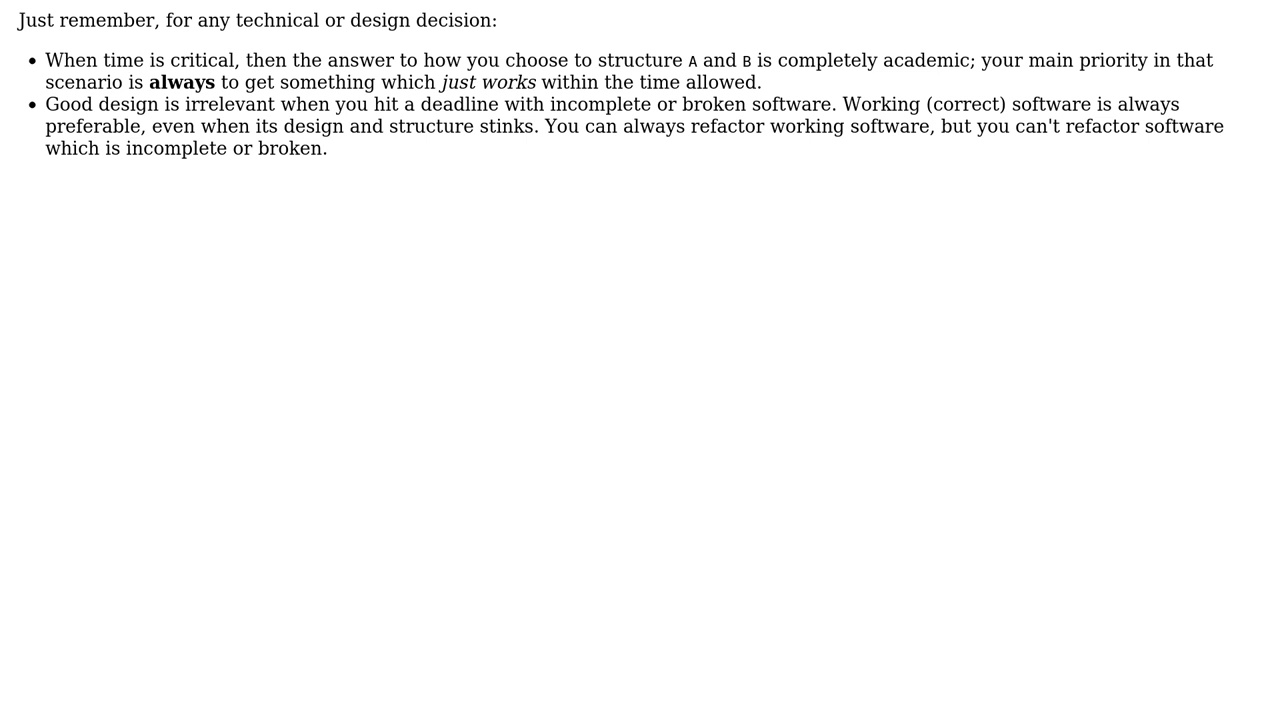 Just remember, for any technical or design decision:
• When time is critical, then the answer to how you choose to structure A and B is completely academic; your main priority in that
scenario is always to get something which just works within the time allowed.
• Good design is irrelevant when you hit a deadline with incomplete or broken software. Working (correct) software is always
preferable, even when its design and structure stinks. You can always refactor working software, but you can't refactor software
which is incomplete or broken.